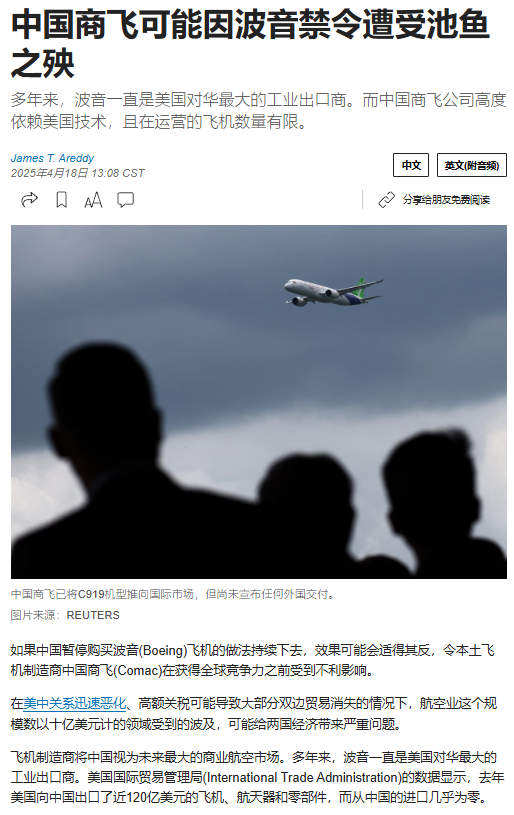 中国商飞可能因波音禁令遭受池鱼
之殃
多年来，波音一直是美国对华最大的工业出口商。而中国商飞公司高度
依赖美国技术，且在运营的飞机数量有限。
James T. Areddy
2025年4月18日 13:08 CST
中文
英文(附音频)
分享给朋友免费阅读
中国商飞已将C919机型推向国际市场，但尚未宣布任何外国交付。
图片来源：REUTERS
如果中国暂停购买波音(Boeing)飞机的做法持续下去，效果可能会适得其反，令本土飞
机制造商中国商飞(Comac)在获得全球竞争力之前受到不利影响。
在美中关系迅速恶化、高额关税可能导致大部分双边贸易消失的情况下，航空业这个规
模数以十亿美元计的领域受到的波及，可能给两国经济带来严重问题。
飞机制造商将中国视为未来最大的商业航空市场。多年来，波音一直是美国对华最大的
工业出口商。美国国际贸易管理局(International Trade Administration)的数据显示，去年
美国向中国出口了近120亿美元的飞机、航天器和零部件，而从中国的进口几乎为零。